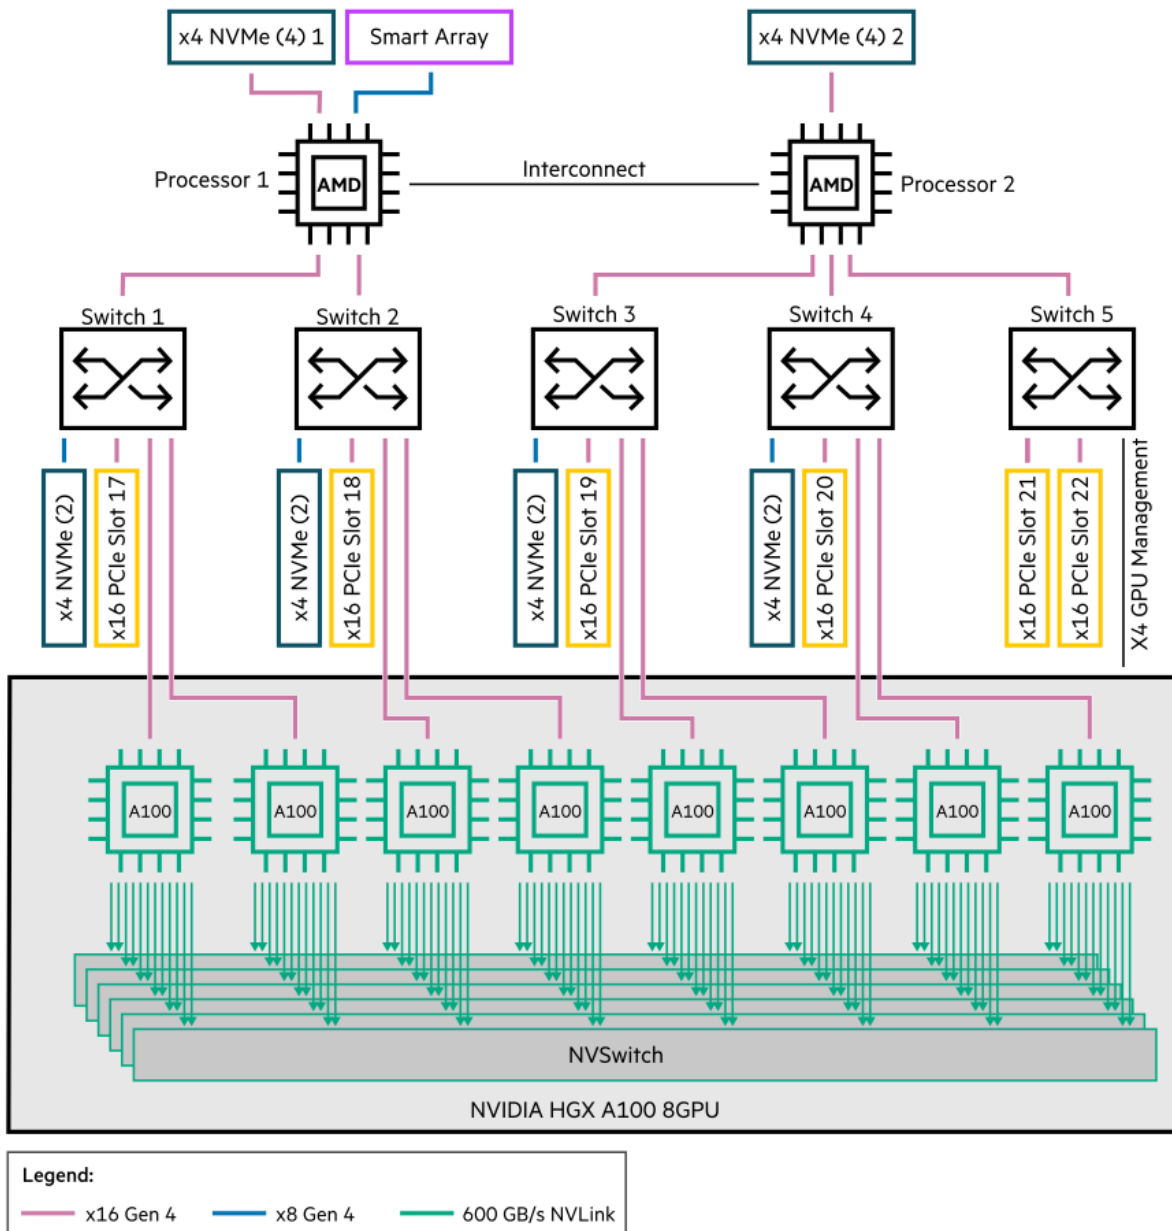 x4 NVMe (4) 1
Smart Array
x4 NVMe (4) 2
Processor 1
AMD
Interconnect
AMD
Processor 2
Switch 1
Switch 2
Switch 3
Switch 4
Switch 5
x4 NVMe (2)
x16 PCIe Slot 17
x4 NVMe (2)
x16 PCIe Slot 18
x4 NVMe (2)
x16 PCIe Slot 19
x4 NVMe (2)
x16 PCIe Slot 20
x16 PCIe Slot 21
x16 PCIe Slot 22
X4 GPU Management
A100
A100
A100
A100
A100
A100
A100
A100
NVSwitch
NVIDIA HGX A100 8GPU
Legend:
x16 Gen 4
x8 Gen 4
600 GB/s NVLink